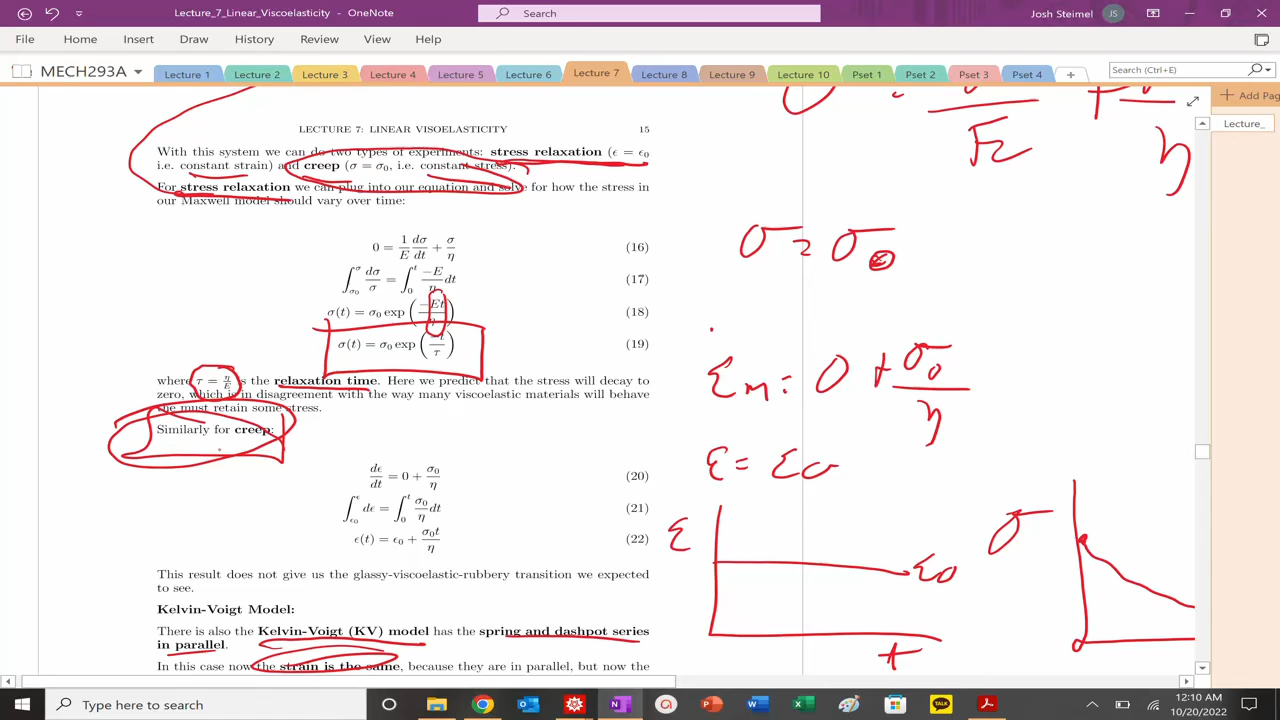 Lecture_7_Linear_Viscoelasticity - OneNote
Search
Josh Steimel JS
File Home Insert Draw History Review View Help
MECH293A
Lecture 1 Lecture 2 Lecture 3 Lecture 4 Lecture 5 Lecture 6 Lecture 7 Lecture 8 Lecture 9 Lecture 10 Pset 1 Pset 2 Pset 3 Pset 4
Search (Ctrl+E)
Add Pag
Lecture_
LECTURE 7: LINEAR VISOELASTICITY 15
With this system we can do two types of experiments: stress relaxation (ϵ = ϵ0
i.e. constant strain) and creep (σ = σ0, i.e. constant stress).
For stress relaxation we can plug into our equation and solve for how the stress in
our Maxwell model should vary over time:
0 = 1/E dσ/dt + σ/η (16)
∫_{σ0}^{σ} dσ/σ = ∫_0^t −E/η dt (17)
σ(t) = σ0 exp (−Et/η) (18)
σ(t) = σ0 exp (−t/τ) (19)
where τ = η/E is the relaxation time. Here we predict that the stress will decay to
zero, which is in disagreement with the way many viscoelastic materials will behave
the must retain some stress.
Similarly for creep:
dϵ/dt = 0 + σ0/η (20)
∫_{ϵ0}^{ϵ} dϵ = ∫_0^t σ0/η dt (21)
ϵ(t) = ϵ0 + σ0t/η (22)
This result does not give us the glassy-viscoelastic-rubbery transition we expected
to see.
Kelvin-Voigt Model:
There is also the Kelvin-Voigt (KV) model has the spring and dashpot series
in parallel.
In this case now the strain is the same, because they are in parallel, but now the
η
σ = σ0
ε̇m = 0 + σ0/η
ε = ε0
ε
ε0
t
σ
Type here to search
TALK
12:10 AM
10/20/2022